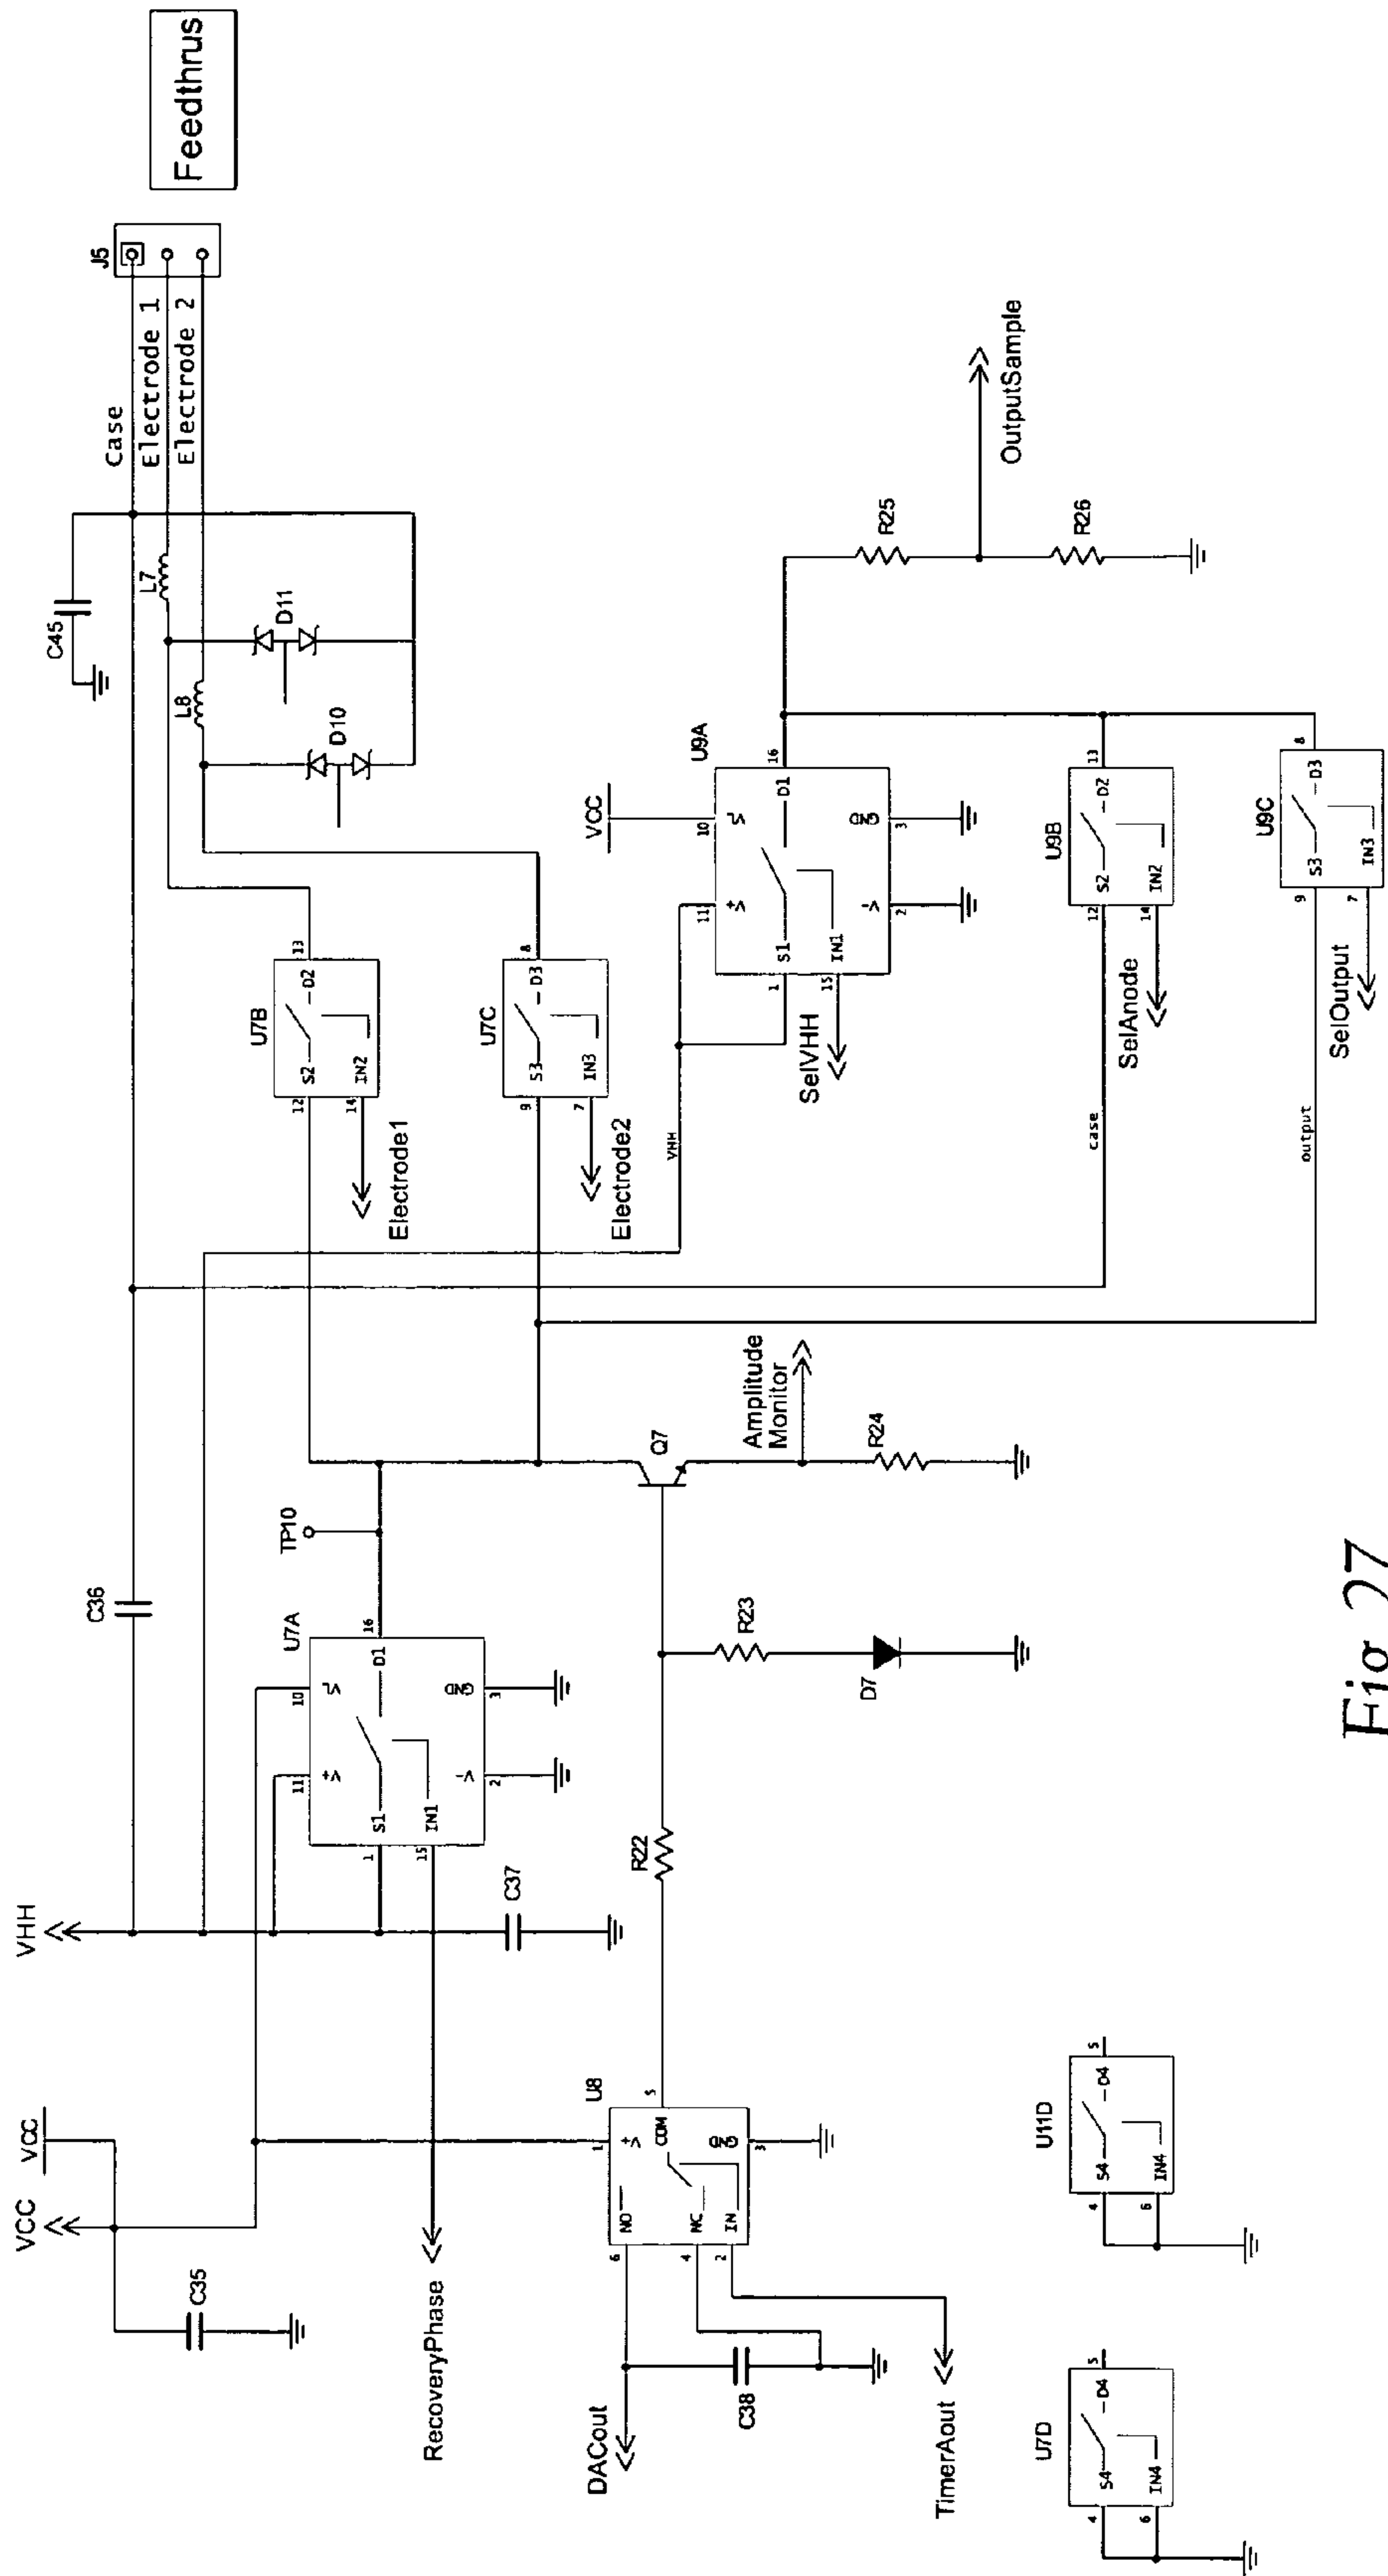 Feedthrus
J5
Case
Electrode 1
Electrode 2
C45
L7
L8
D11
D10
C36
VHH
VCC
VCC
C35
RecoveryPhase
U7A
11
10
V+
VL
S1
D1
IN1
V-
GND
1
15
16
2
3
TP10
C37
U7B
12
S2
D2
13
14
IN2
Electrode1
U7C
9
S3
D3
8
7
IN3
Electrode2
VHH
VCC
U9A
11
10
V+
VL
S1
D1
IN1
V-
GND
1
15
16
2
3
SelVHH
R25
R26
OutputSample
U9B
12
S2
D2
13
14
IN2
case
SelAnode
U9C
9
S3
D3
8
7
IN3
output
SelOutput
Q7
Amplitude
Monitor
R24
R22
R23
D7
U8
1
V+
COM
5
NO
NC
IN
GND
6
4
2
3
DACout
C38
TimerAout
U7D
4
S4
D4
5
6
IN4
U11D
4
S4
D4
5
6
IN4
Fig 27